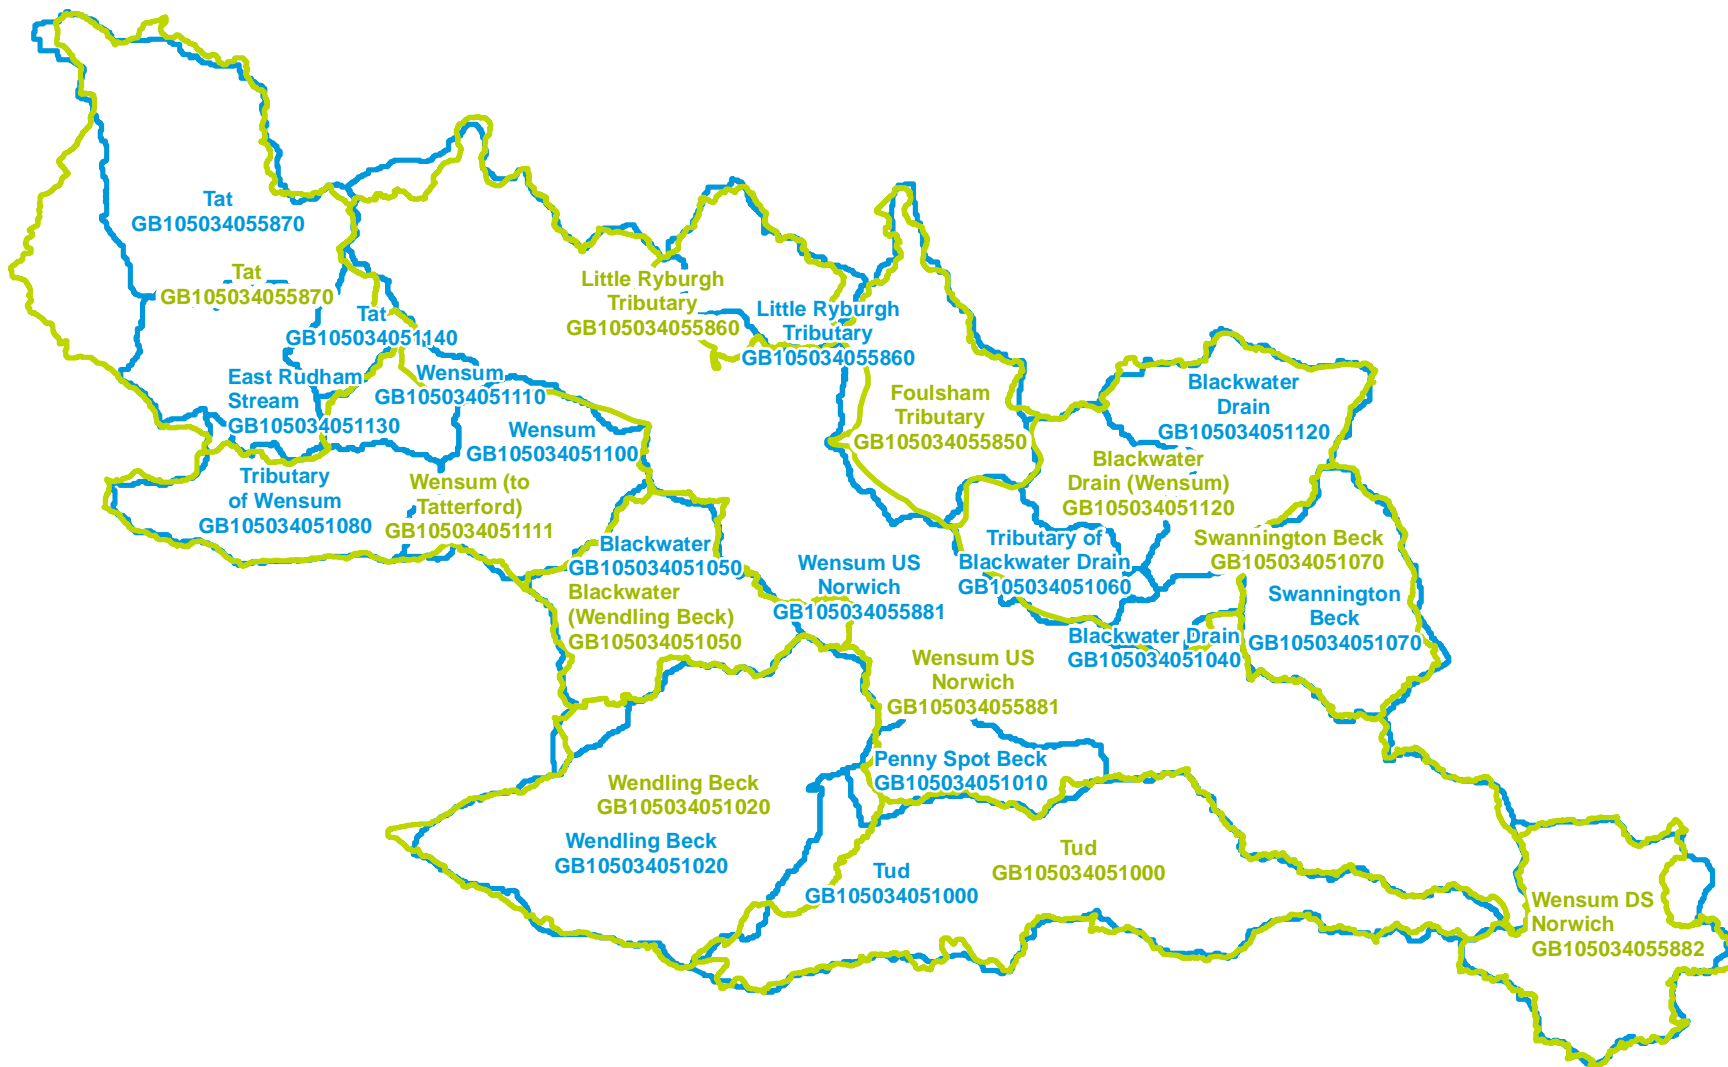 Tat
GB105034055870
Tat
GB105034055870
Tat
GB105034051140
East Rudham
Stream
GB105034051130
Wensum
GB105034051110
Wensum
GB105034051100
Tributary
of Wensum
GB105034051080
Wensum (to
Tatterford)
GB105034051111
Little Ryburgh
Tributary
GB105034055860
Little Ryburgh
Tributary
GB105034055860
Foulsham
Tributary
GB105034055850
Blackwater
Drain
GB105034051120
Blackwater
Drain (Wensum)
GB105034051120
Blackwater
GB105034051050
Blackwater
(Wendling Beck)
GB105034051050
Wensum US
Norwich
GB105034055881
Tributary of
Blackwater Drain
GB105034051060
Swannington Beck
GB105034051070
Swannington
Beck
GB105034051070
Blackwater Drain
GB105034051040
Wensum US
Norwich
GB105034055881
Penny Spot Beck
GB105034051010
Wendling Beck
GB105034051020
Wendling Beck
GB105034051020
Tud
GB105034051000
Tud
GB105034051000
Wensum DS
Norwich
GB105034055882